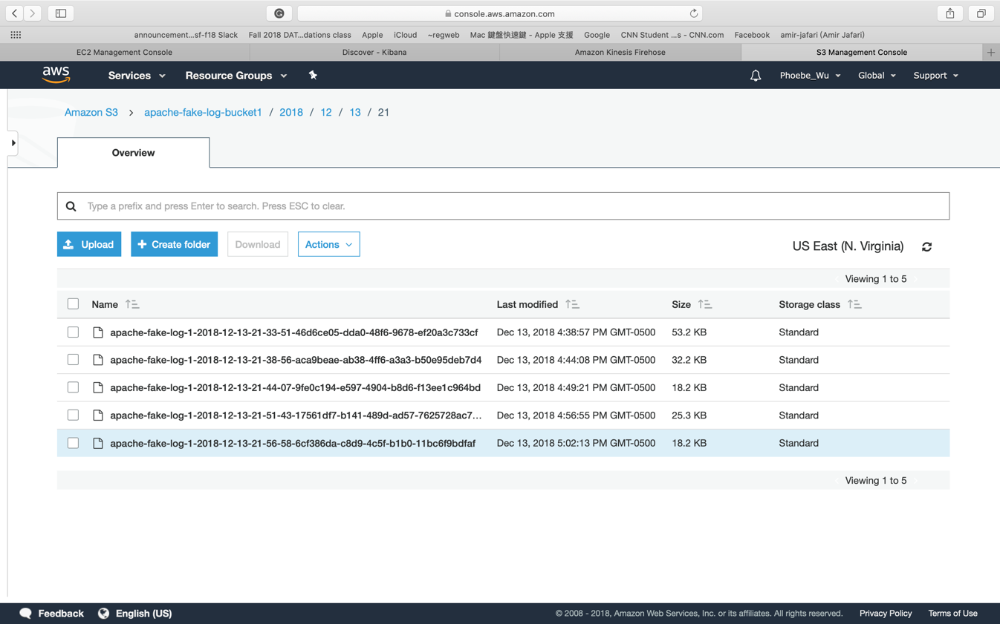 console.aws.amazon.com
announcement...sf-f18 Slack Fall 2018 DAT...dations class Apple iCloud ~regweb Mac 鍵盤快速鍵 - Apple 支援 Google CNN Student ...s - CNN.com Facebook amir-jafari (Amir Jafari)
EC2 Management Console Discover - Kibana Amazon Kinesis Firehose S3 Management Console
aws Services Resource Groups Phoebe_Wu Global Support
Amazon S3 > apache-fake-log-bucket1 / 2018 / 12 / 13 / 21
Overview
Type a prefix and press Enter to search. Press ESC to clear.
Upload + Create folder Download Actions US East (N. Virginia)
Viewing 1 to 5
Name Last modified Size Storage class
apache-fake-log-1-2018-12-13-21-33-51-46d6ce05-dda0-48f6-9678-ef20a3c733cf Dec 13, 2018 4:38:57 PM GMT-0500 53.2 KB Standard
apache-fake-log-1-2018-12-13-21-38-56-aca9beae-ab38-4ff6-a3a3-b50e95deb7d4 Dec 13, 2018 4:44:08 PM GMT-0500 32.2 KB Standard
apache-fake-log-1-2018-12-13-21-44-07-9fe0c194-e597-4904-b8d6-f13ee1c964bd Dec 13, 2018 4:49:21 PM GMT-0500 18.2 KB Standard
apache-fake-log-1-2018-12-13-21-51-43-17561df7-b141-489d-ad57-7625728ac7... Dec 13, 2018 4:56:55 PM GMT-0500 25.3 KB Standard
apache-fake-log-1-2018-12-13-21-56-58-6cf386da-c8d9-4c5f-b1b0-11bc6f9bdfaf Dec 13, 2018 5:02:13 PM GMT-0500 18.2 KB Standard
Viewing 1 to 5
Feedback English (US) © 2008 - 2018, Amazon Web Services, Inc. or its affiliates. All rights reserved. Privacy Policy Terms of Use